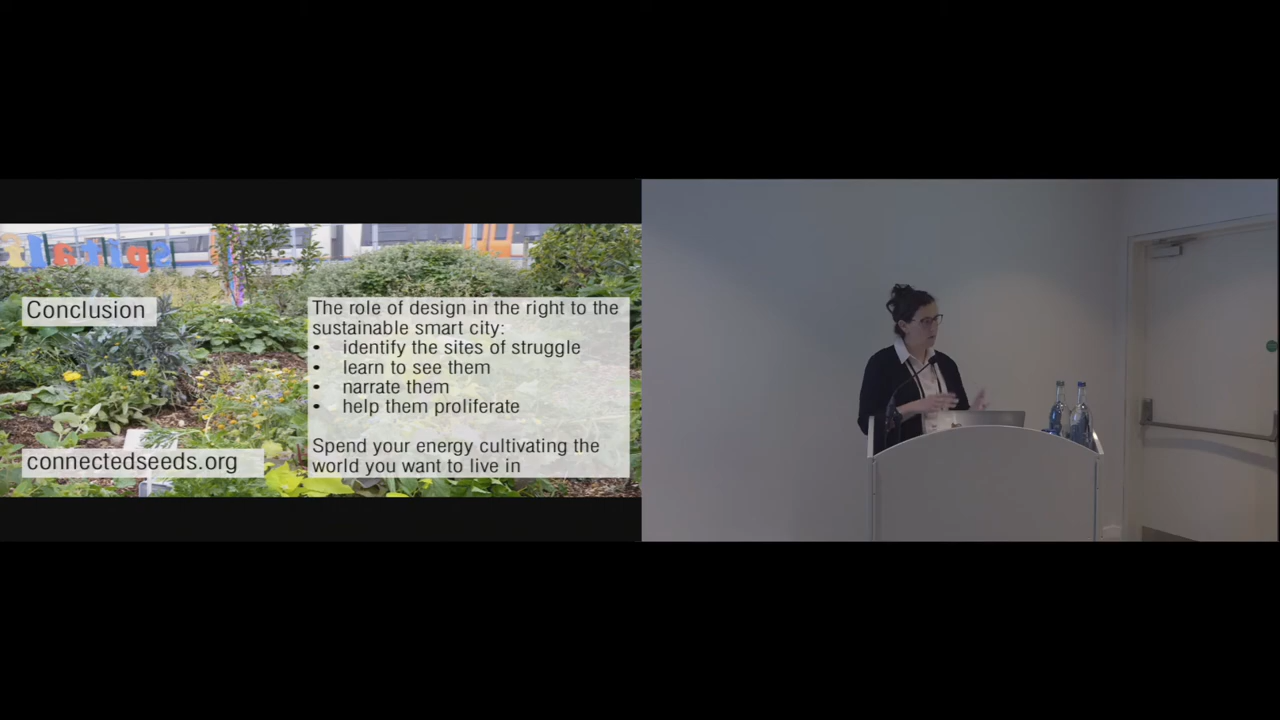 spitalf
Conclusion
The role of design in the right to the
sustainable smart city:
• identify the sites of struggle
• learn to see them
• narrate them
• help them proliferate
Spend your energy cultivating the
world you want to live in
connectedseeds.org